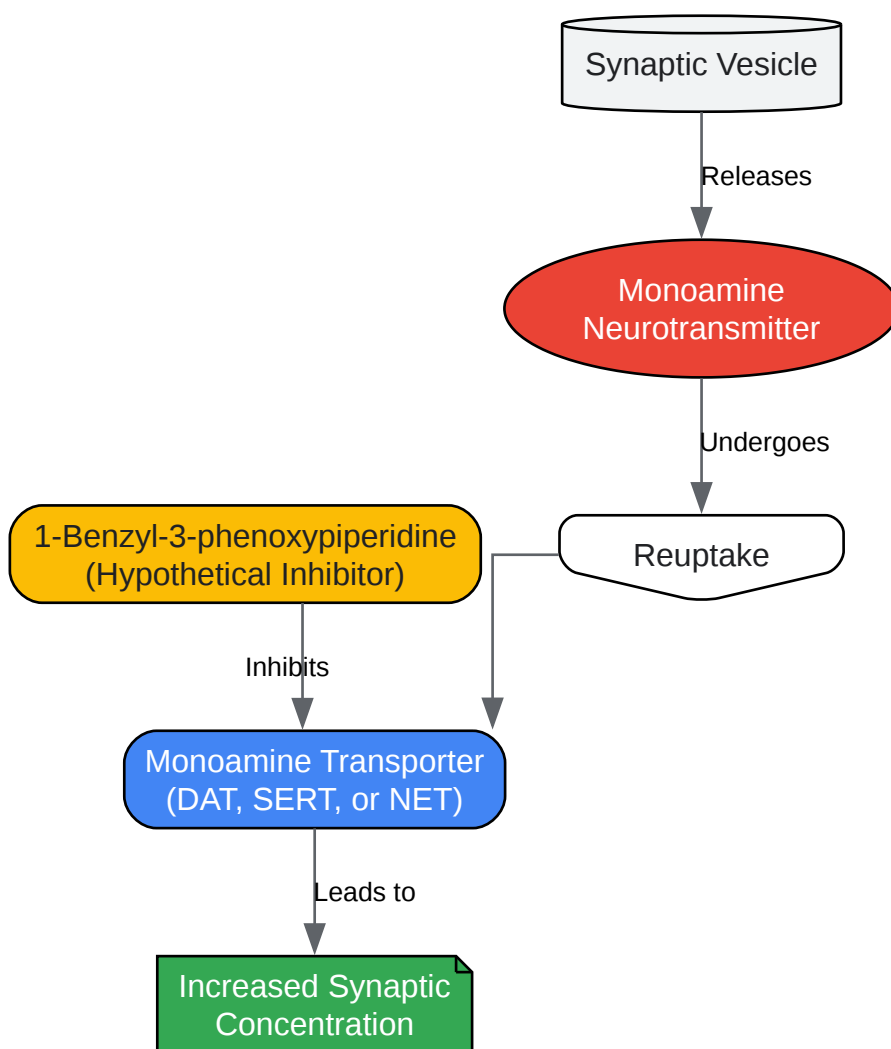 Synaptic Vesicle
Releases
Monoamine
Neurotransmitter
Undergoes
1-Benzyl-3-phenoxypiperidine
(Hypothetical Inhibitor)
Reuptake
Inhibits
Monoamine Transporter
(DAT, SERT, or NET)
Leads to
Increased Synaptic
Concentration